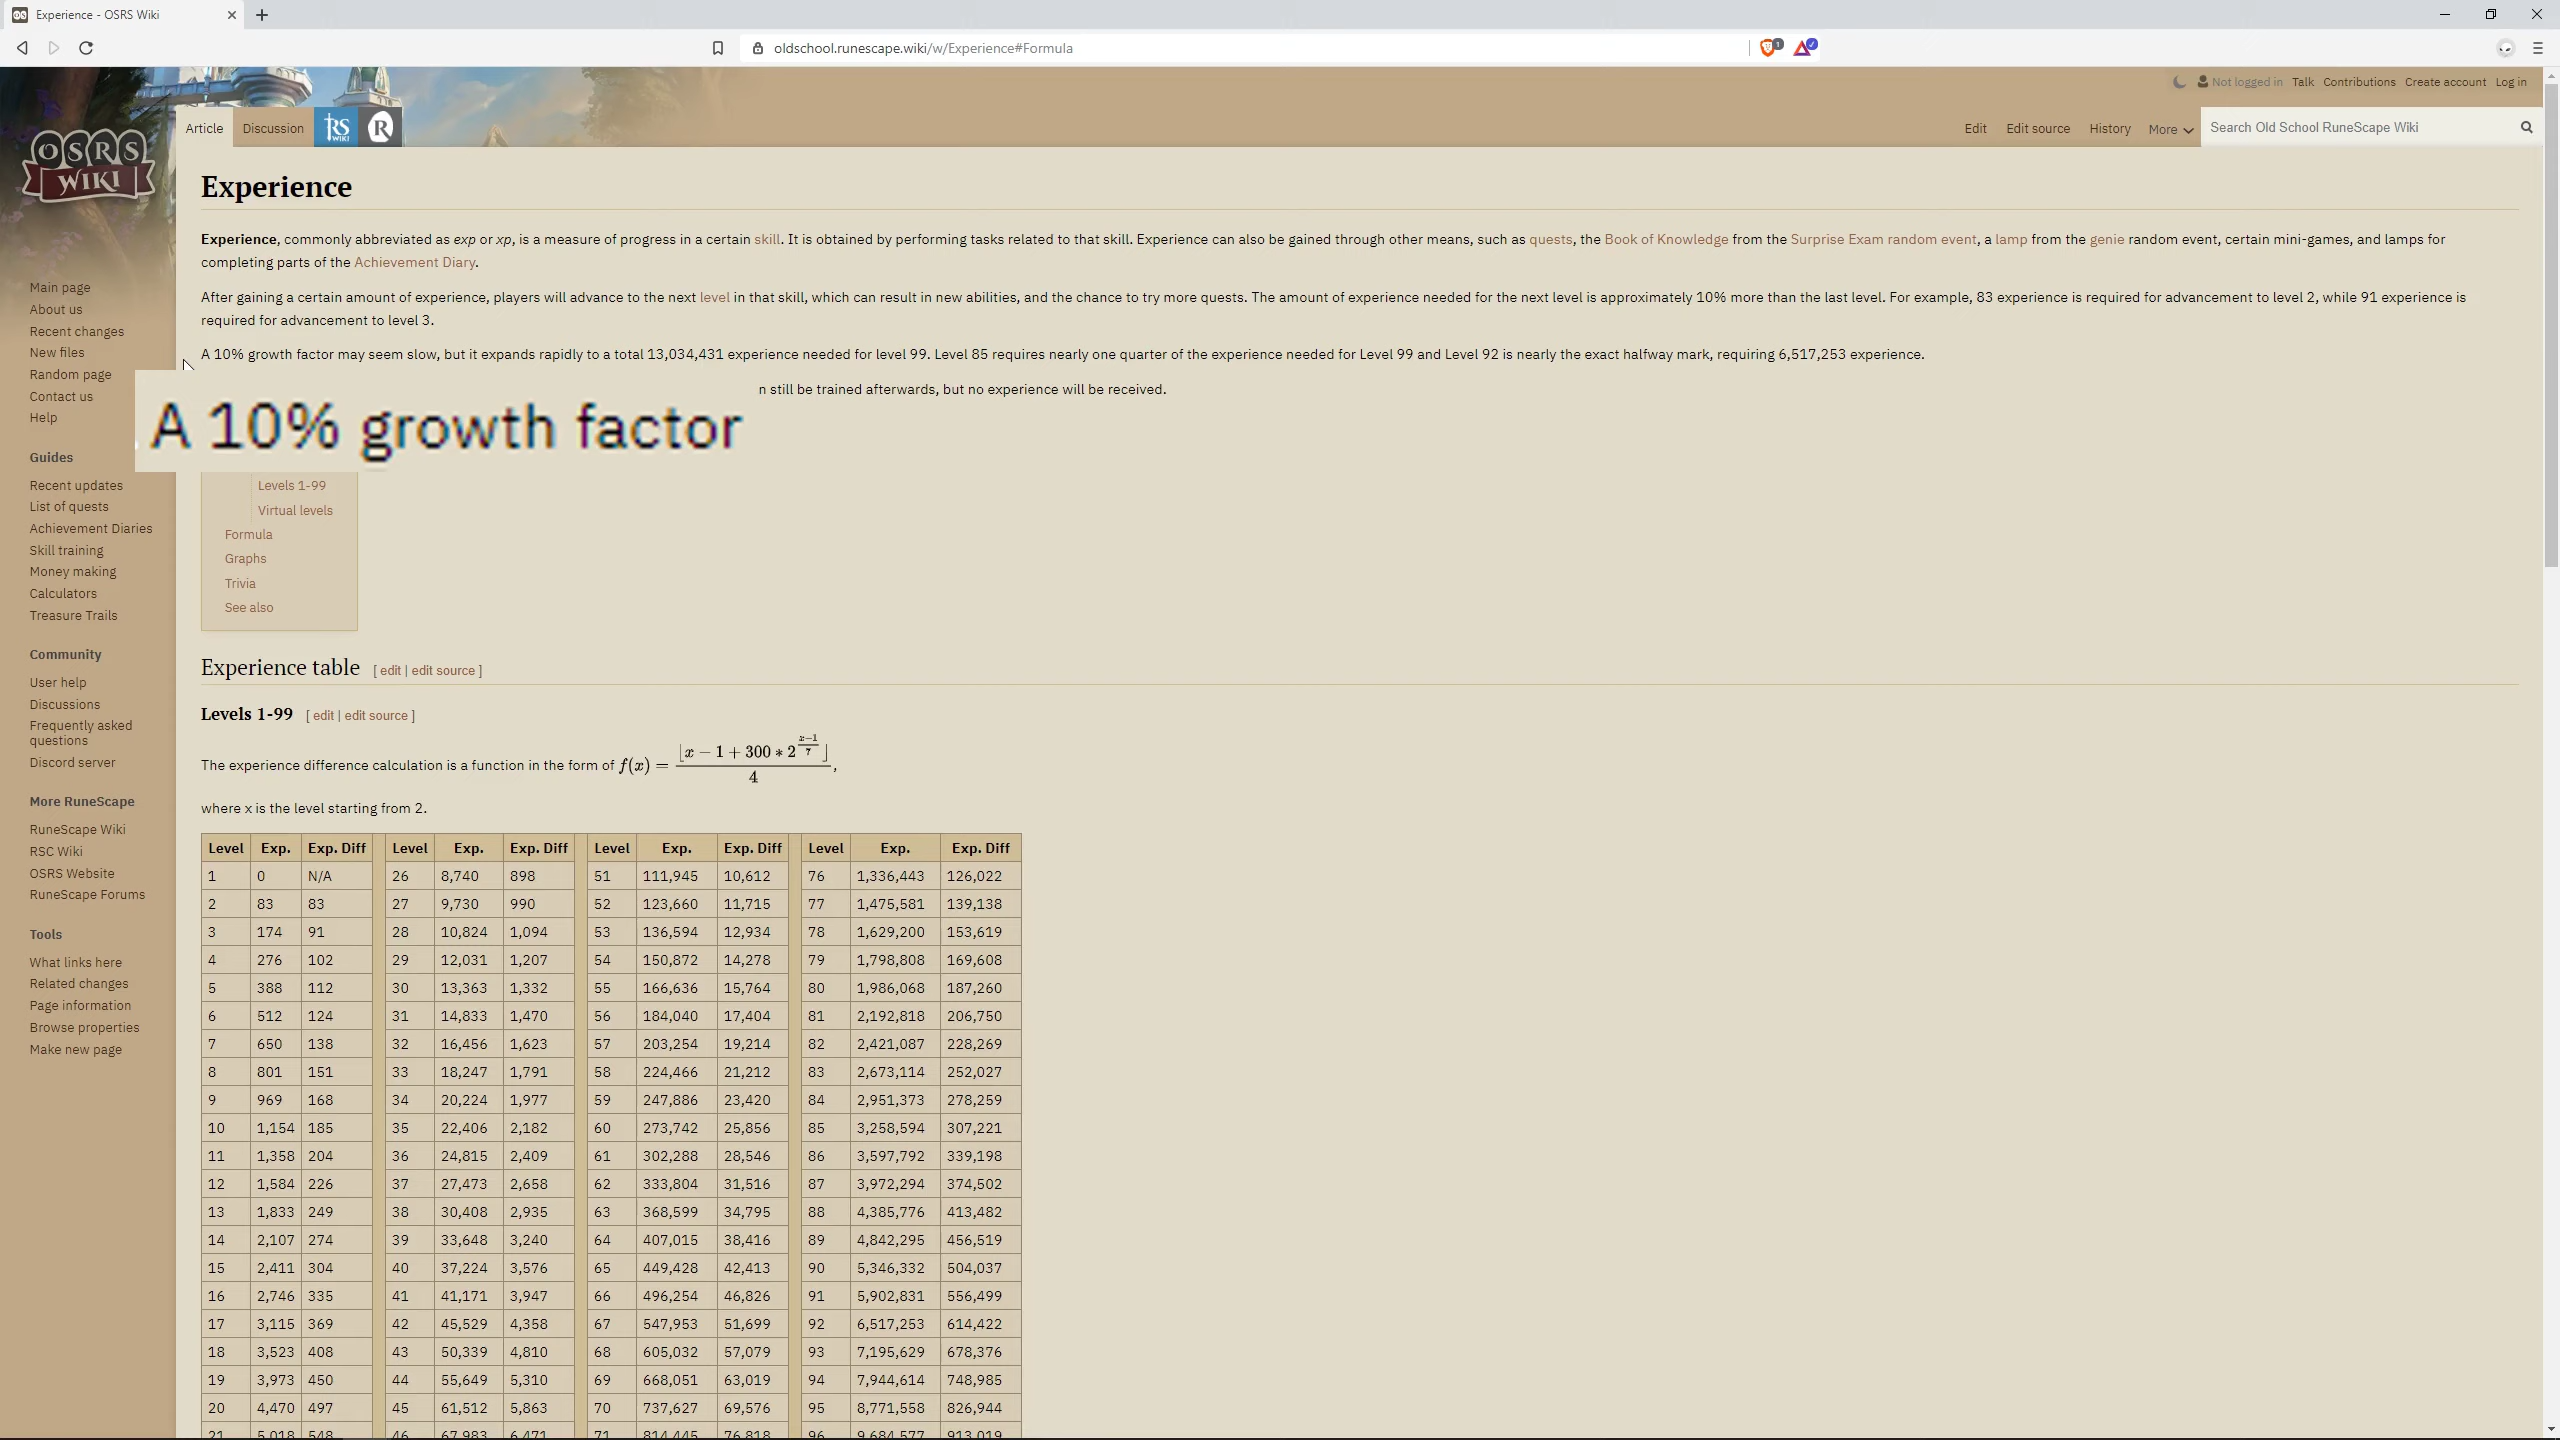 Experience - OSRS Wiki
oldschool.runescape.wiki/w/Experience#Formula
Not logged in Talk Contributions Create account Log in
Article Discussion RS WIKI R Edit Edit source History More Search Old School RuneScape Wiki
OSRS
WIKI
Main page
About us
Recent changes
New files
Random page
Contact us
Help
Guides
Recent updates
List of quests
Achievement Diaries
Skill training
Money making
Calculators
Treasure Trails
Community
User help
Discussions
Frequently asked
questions
Discord server
More RuneScape
RuneScape Wiki
RSC Wiki
OSRS Website
RuneScape Forums
Tools
What links here
Related changes
Page information
Browse properties
Make new page
Experience
Experience, commonly abbreviated as exp or xp, is a measure of progress in a certain skill. It is obtained by performing tasks related to that skill. Experience can also be gained through other means, such as quests, the Book of Knowledge from the Surprise Exam random event, a lamp from the genie random event, certain mini-games, and lamps for
completing parts of the Achievement Diary.
After gaining a certain amount of experience, players will advance to the next level in that skill, which can result in new abilities, and the chance to try more quests. The amount of experience needed for the next level is approximately 10% more than the last level. For example, 83 experience is required for advancement to level 2, while 91 experience is
required for advancement to level 3.
A 10% growth factor may seem slow, but it expands rapidly to a total 13,034,431 experience needed for level 99. Level 85 requires nearly one quarter of the experience needed for Level 99 and Level 92 is nearly the exact halfway mark, requiring 6,517,253 experience.
n still be trained afterwards, but no experience will be received.
A 10% growth factor
Levels 1-99
Virtual levels
Formula
Graphs
Trivia
See also
Experience table [ edit | edit source ]
Levels 1-99 [ edit | edit source ]
The experience difference calculation is a function in the form of f(x) = ⌊x − 1 + 300 ∗ 2^((x−1)/7)⌋ / 4,
where x is the level starting from 2.
Level Exp. Exp. Diff Level Exp. Exp. Diff Level Exp. Exp. Diff Level Exp. Exp. Diff
1 0 N/A 26 8,740 898 51 111,945 10,612 76 1,336,443 126,022
2 83 83 27 9,730 990 52 123,660 11,715 77 1,475,581 139,138
3 174 91 28 10,824 1,094 53 136,594 12,934 78 1,629,200 153,619
4 276 102 29 12,031 1,207 54 150,872 14,278 79 1,798,808 169,608
5 388 112 30 13,363 1,332 55 166,636 15,764 80 1,986,068 187,260
6 512 124 31 14,833 1,470 56 184,040 17,404 81 2,192,818 206,750
7 650 138 32 16,456 1,623 57 203,254 19,214 82 2,421,087 228,269
8 801 151 33 18,247 1,791 58 224,466 21,212 83 2,673,114 252,027
9 969 168 34 20,224 1,977 59 247,886 23,420 84 2,951,373 278,259
10 1,154 185 35 22,406 2,182 60 273,742 25,856 85 3,258,594 307,221
11 1,358 204 36 24,815 2,409 61 302,288 28,546 86 3,597,792 339,198
12 1,584 226 37 27,473 2,658 62 333,804 31,516 87 3,972,294 374,502
13 1,833 249 38 30,408 2,935 63 368,599 34,795 88 4,385,776 413,482
14 2,107 274 39 33,648 3,240 64 407,015 38,416 89 4,842,295 456,519
15 2,411 304 40 37,224 3,576 65 449,428 42,413 90 5,346,332 504,037
16 2,746 335 41 41,171 3,947 66 496,254 46,826 91 5,902,831 556,499
17 3,115 369 42 45,529 4,358 67 547,953 51,699 92 6,517,253 614,422
18 3,523 408 43 50,339 4,810 68 605,032 57,079 93 7,195,629 678,376
19 3,973 450 44 55,649 5,310 69 668,051 63,019 94 7,944,614 748,985
20 4,470 497 45 61,512 5,863 70 737,627 69,576 95 8,771,558 826,944
21 5,018 548 46 67,983 6,471 71 814,445 76,818 96 9,684,577 913,019